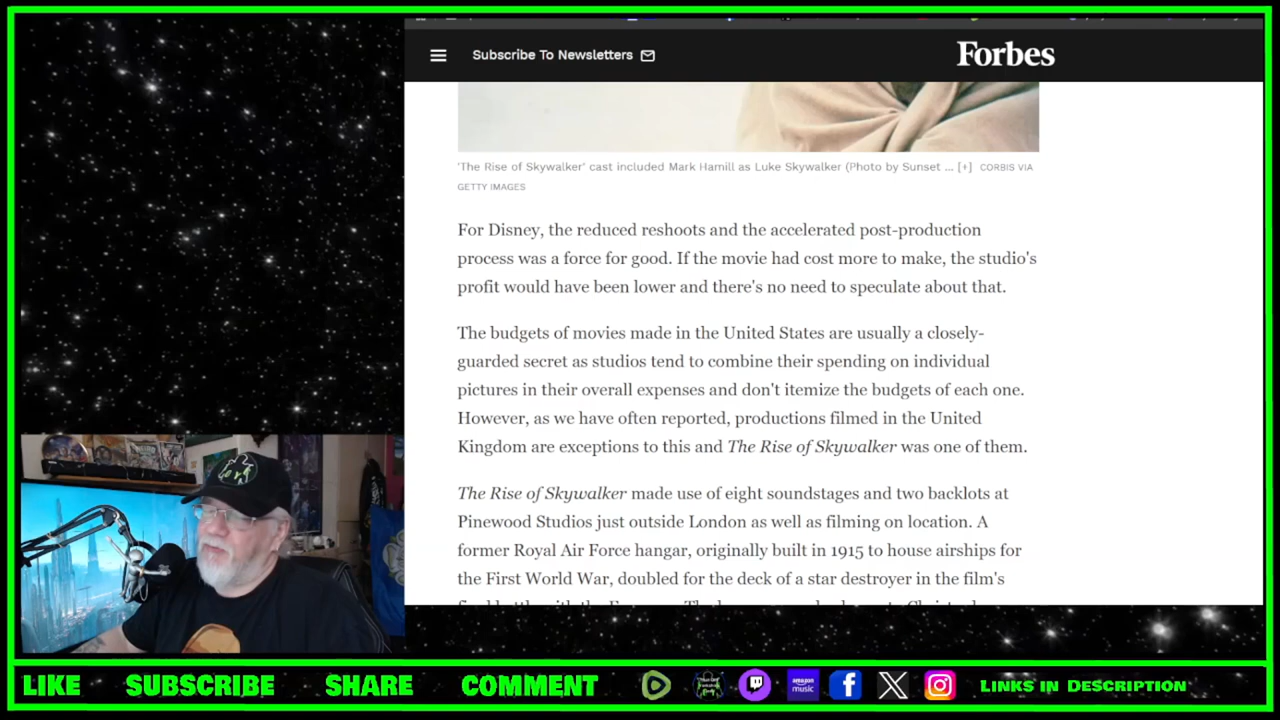 Subscribe To Newsletters
Forbes
'The Rise of Skywalker' cast included Mark Hamill as Luke Skywalker (Photo by Sunset ... [+] CORBIS VIA
GETTY IMAGES
For Disney, the reduced reshoots and the accelerated post-production
process was a force for good. If the movie had cost more to make, the studio's
profit would have been lower and there's no need to speculate about that.
The budgets of movies made in the United States are usually a closely-
guarded secret as studios tend to combine their spending on individual
pictures in their overall expenses and don't itemize the budgets of each one.
However, as we have often reported, productions filmed in the United
Kingdom are exceptions to this and The Rise of Skywalker was one of them.
The Rise of Skywalker made use of eight soundstages and two backlots at
Pinewood Studios just outside London as well as filming on location. A
former Royal Air Force hangar, originally built in 1915 to house airships for
the First World War, doubled for the deck of a star destroyer in the film's
LIKE SUBSCRIBE SHARE COMMENT amazon music LINKS IN DESCRIPTION